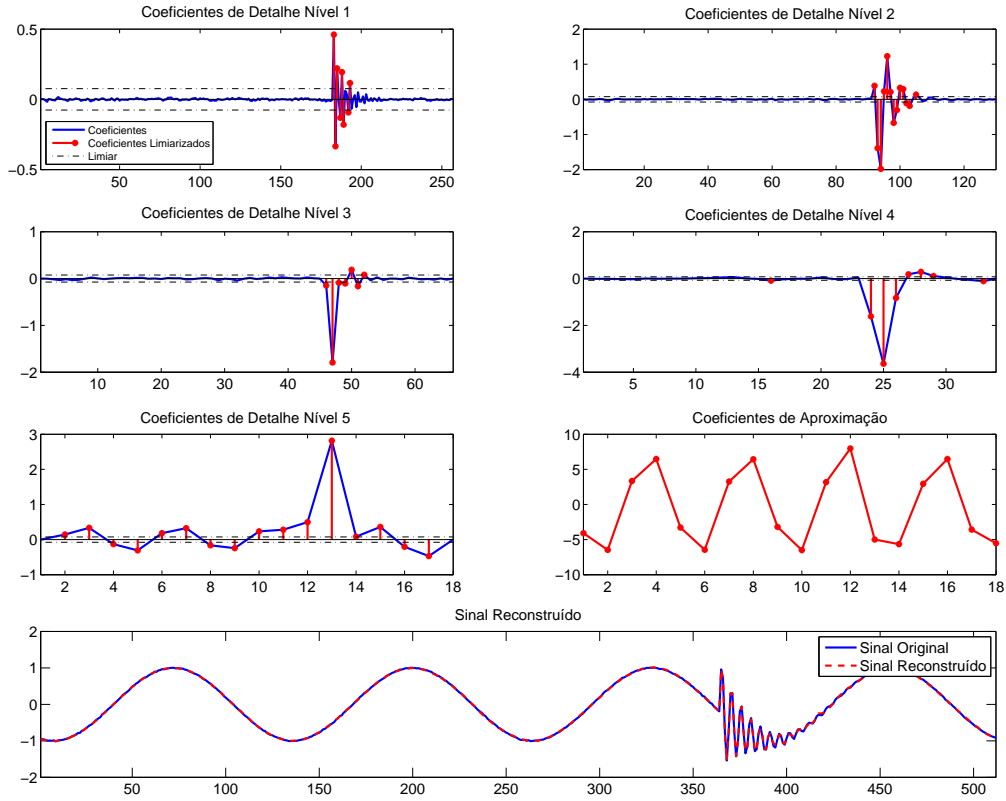 Coeficientes de Detalhe Nível 1
0.5
0
−0.5
50 100 150 200 250
Coeficientes
Coeficientes Limiarizados
Limiar
Coeficientes de Detalhe Nível 2
2
1
0
−1
−2
20 40 60 80 100 120
Coeficientes de Detalhe Nível 3
1
0
−1
−2
10 20 30 40 50 60
Coeficientes de Detalhe Nível 4
2
0
−2
−4
5 10 15 20 25 30
Coeficientes de Detalhe Nível 5
3
2
1
0
−1
2 4 6 8 10 12 14 16 18
Coeficientes de Aproximação
10
5
0
−5
−10
2 4 6 8 10 12 14 16 18
Sinal Reconstruído
2
1
0
−1
−2
50 100 150 200 250 300 350 400 450 500
Sinal Original
Sinal Reconstruído